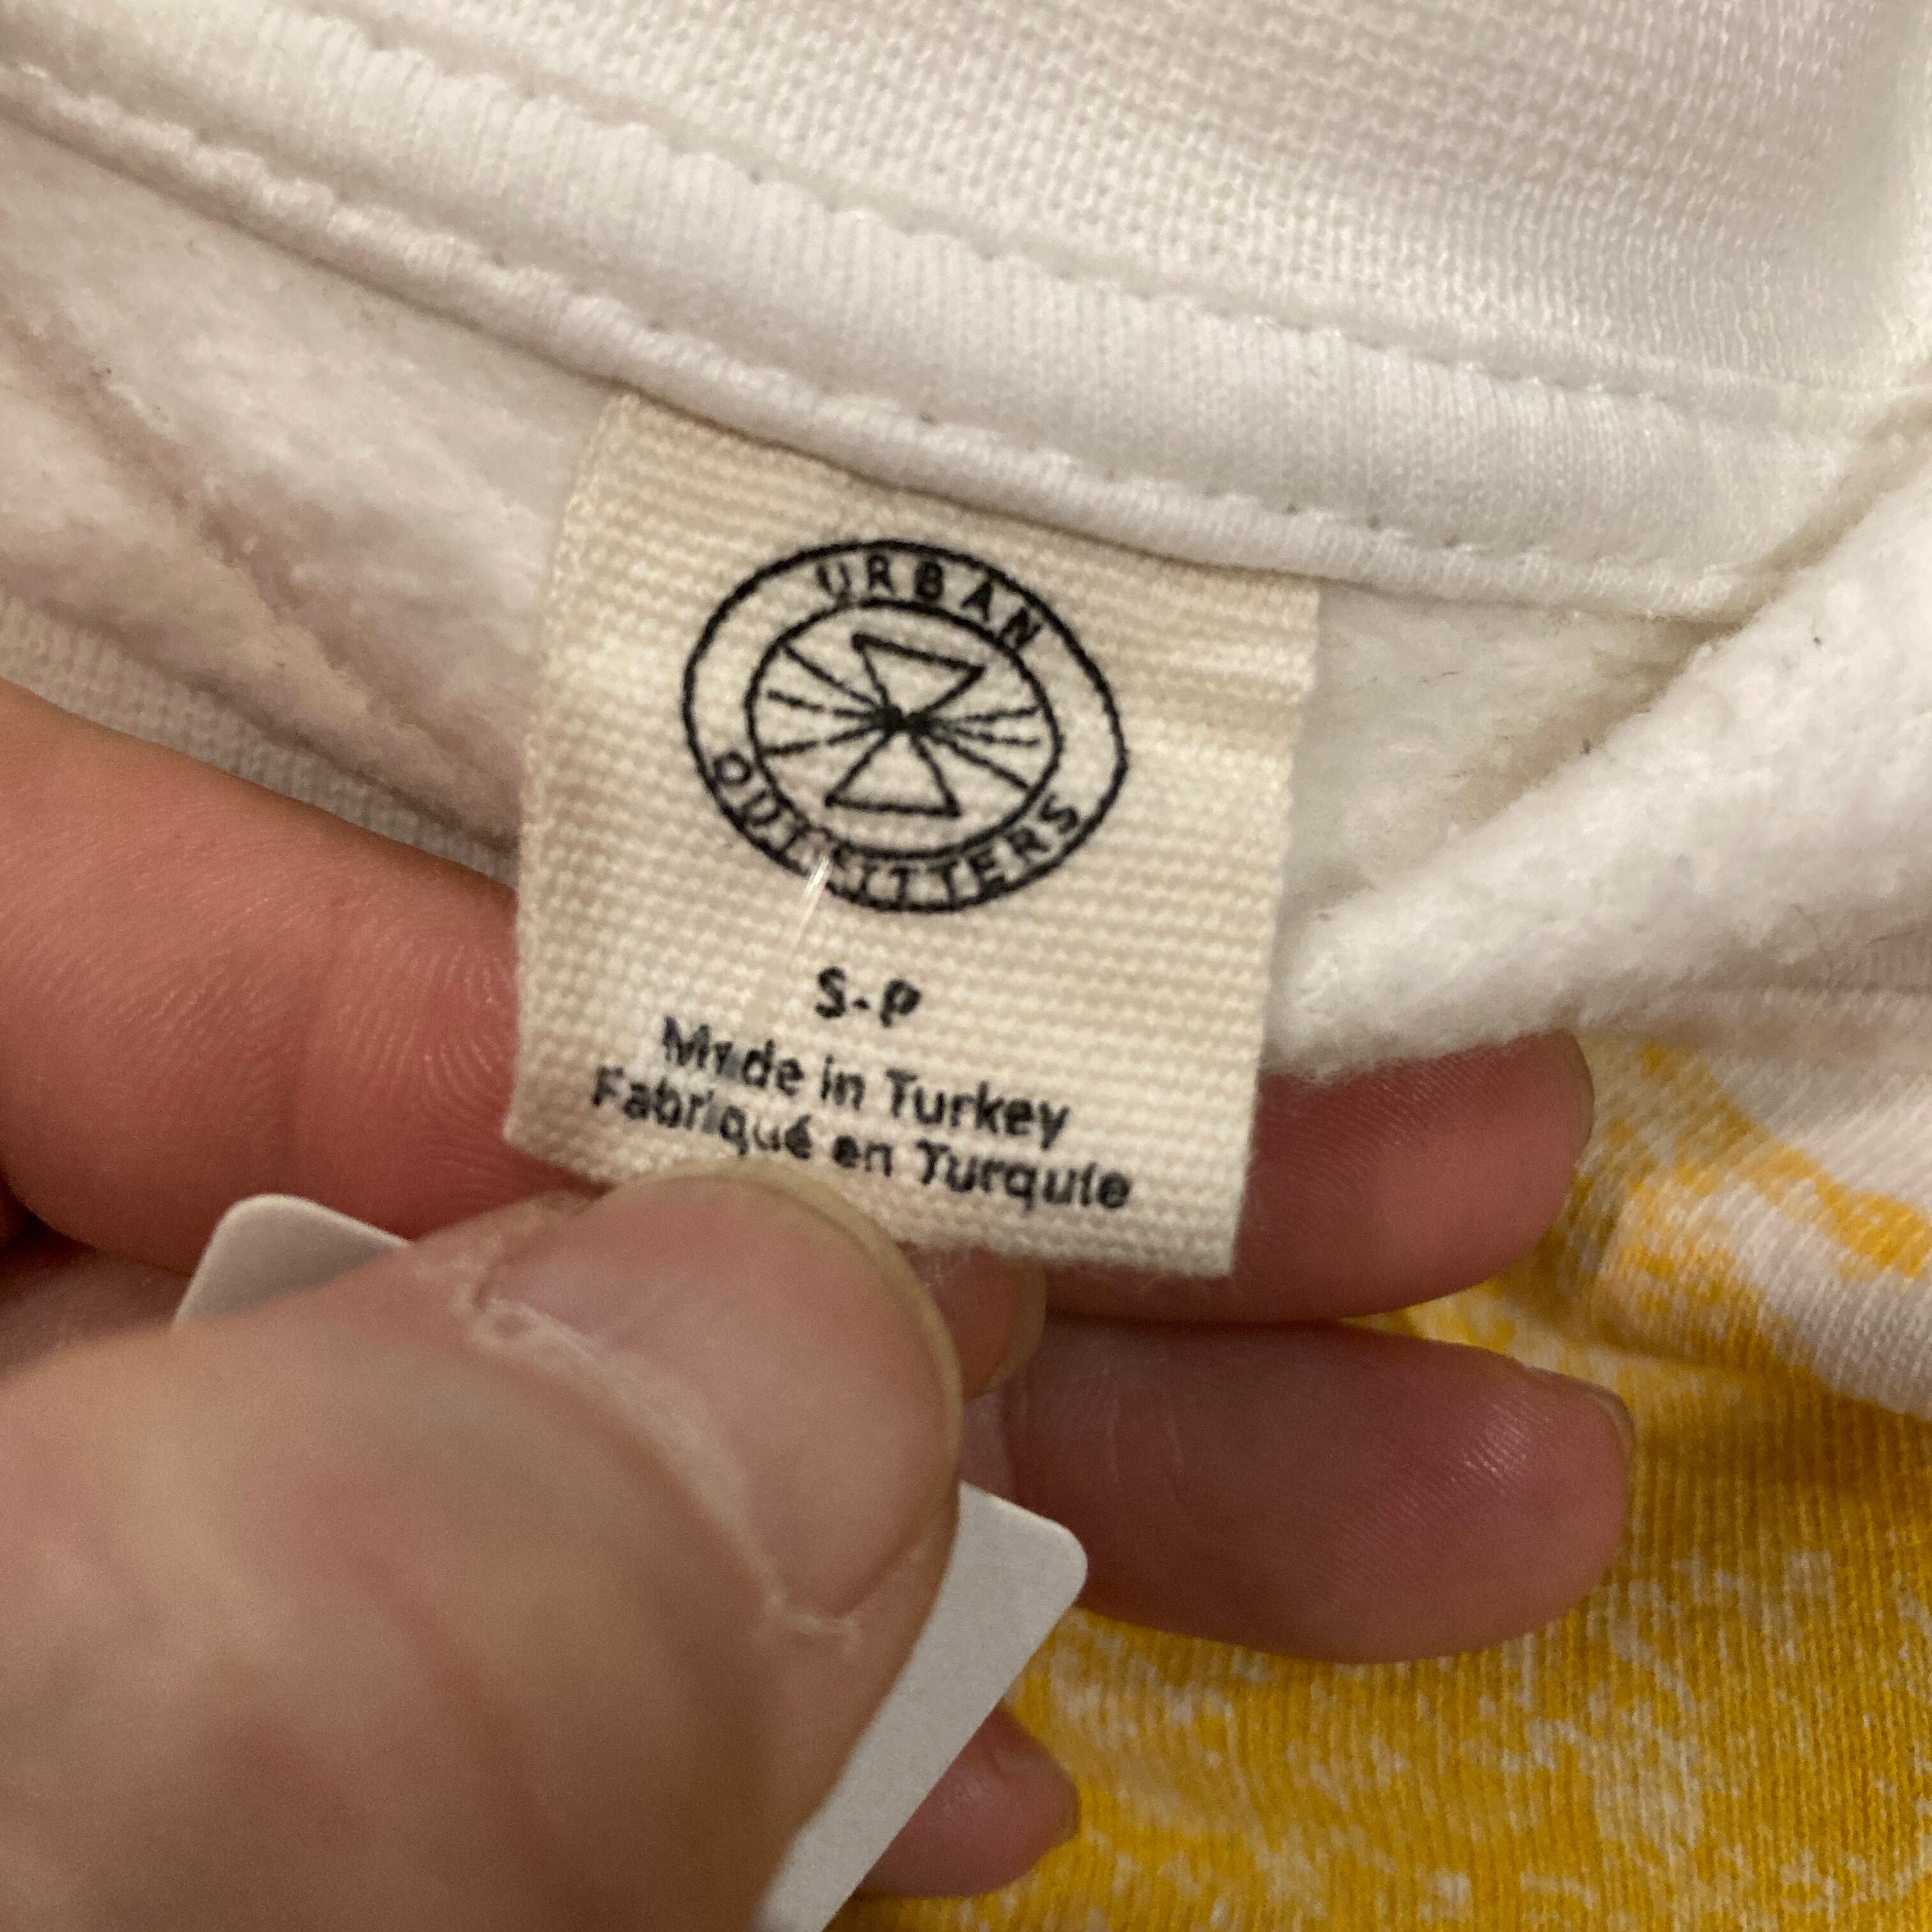 URBAN
OUTFITTERS
S-P
Made in Turkey
Fabriqué en Turquie